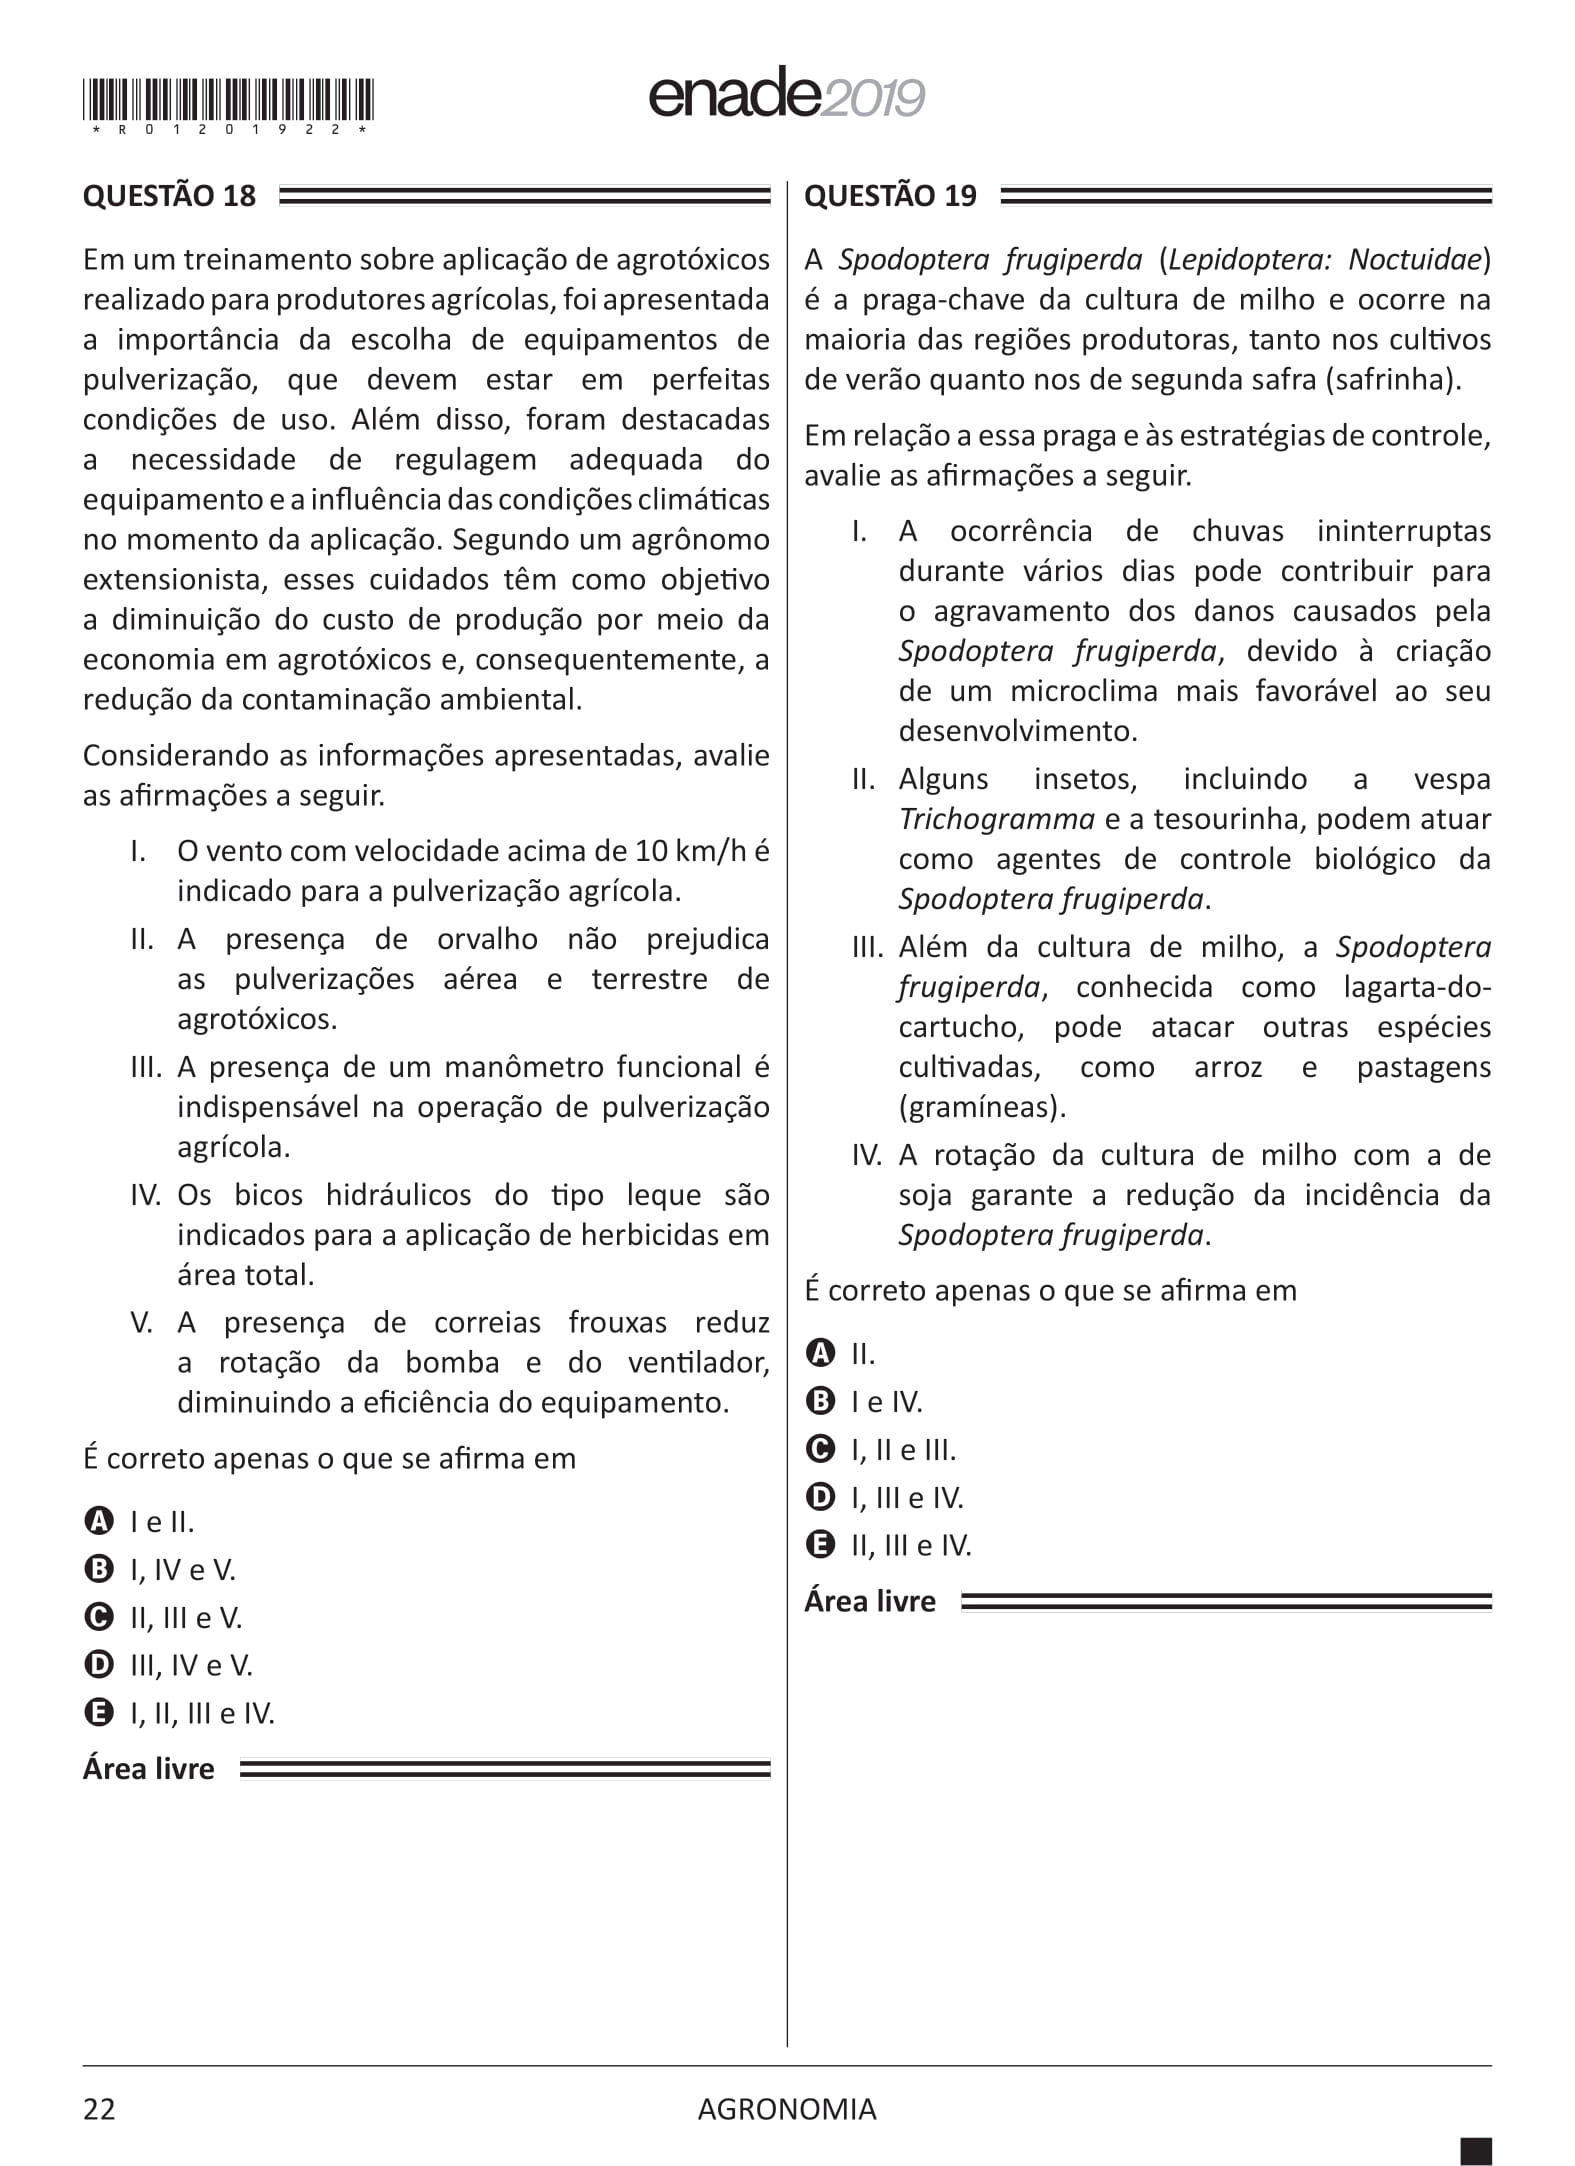 *R01201922*
enade2019
QUESTÃO 18
Em um treinamento sobre aplicação de agrotóxicos
realizado para produtores agrícolas, foi apresentada
a importância da escolha de equipamentos de
pulverização, que devem estar em perfeitas
condições de uso. Além disso, foram destacadas
a necessidade de regulagem adequada do
equipamento e a influência das condições climáticas
no momento da aplicação. Segundo um agrônomo
extensionista, esses cuidados têm como objetivo
a diminuição do custo de produção por meio da
economia em agrotóxicos e, consequentemente, a
redução da contaminação ambiental.
Considerando as informações apresentadas, avalie
as afirmações a seguir.
I. O vento com velocidade acima de 10 km/h é
indicado para a pulverização agrícola.
II. A presença de orvalho não prejudica
as pulverizações aérea e terrestre de
agrotóxicos.
III. A presença de um manômetro funcional é
indispensável na operação de pulverização
agrícola.
IV. Os bicos hidráulicos do tipo leque são
indicados para a aplicação de herbicidas em
área total.
V. A presença de correias frouxas reduz
a rotação da bomba e do ventilador,
diminuindo a eficiência do equipamento.
É correto apenas o que se afirma em
A I e II.
B I, IV e V.
C II, III e V.
D III, IV e V.
E I, II, III e IV.
Área livre
QUESTÃO 19
A Spodoptera frugiperda (Lepidoptera: Noctuidae)
é a praga-chave da cultura de milho e ocorre na
maioria das regiões produtoras, tanto nos cultivos
de verão quanto nos de segunda safra (safrinha).
Em relação a essa praga e às estratégias de controle,
avalie as afirmações a seguir.
I. A ocorrência de chuvas ininterruptas
durante vários dias pode contribuir para
o agravamento dos danos causados pela
Spodoptera frugiperda, devido à criação
de um microclima mais favorável ao seu
desenvolvimento.
II. Alguns insetos, incluindo a vespa
Trichogramma e a tesourinha, podem atuar
como agentes de controle biológico da
Spodoptera frugiperda.
III. Além da cultura de milho, a Spodoptera
frugiperda, conhecida como lagarta-do-
cartucho, pode atacar outras espécies
cultivadas, como arroz e pastagens
(gramíneas).
IV. A rotação da cultura de milho com a de
soja garante a redução da incidência da
Spodoptera frugiperda.
É correto apenas o que se afirma em
A II.
B I e IV.
C I, II e III.
D I, III e IV.
E II, III e IV.
Área livre
22
AGRONOMIA